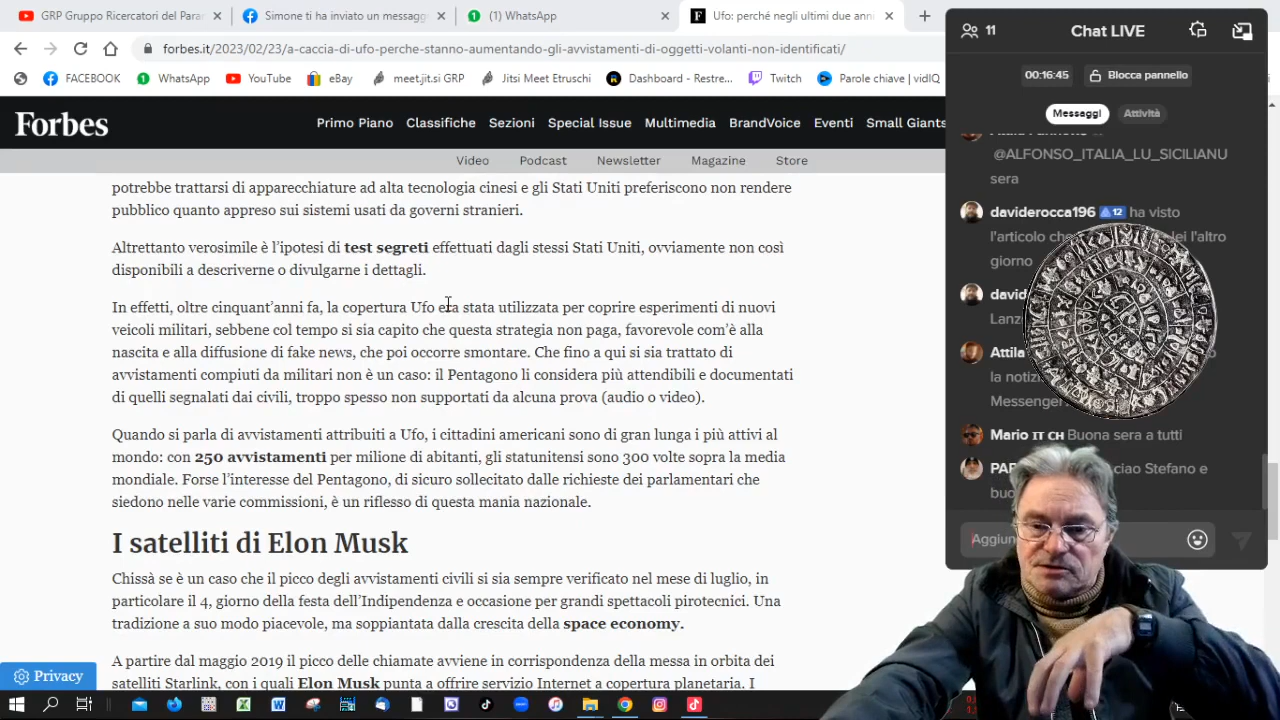 GRP Gruppo Ricercatori del Para
Simone ti ha inviato un messagg
(1) WhatsApp
Ufo: perché negli ultimi due ann
forbes.it/2023/02/23/a-caccia-di-ufo-perche-stanno-aumentando-gli-avvistamenti-di-oggetti-volanti-non-identificati/
FACEBOOK
WhatsApp
YouTube
eBay
meet.jit.si GRP
Jitsi Meet Etruschi
Dashboard - Restre...
Twitch
Parole chiave | vidIQ
Forbes
Primo Piano Classifiche Sezioni Special Issue Multimedia BrandVoice Eventi Small Giants
Video Podcast Newsletter Magazine Store
potrebbe trattarsi di apparecchiature ad alta tecnologia cinesi e gli Stati Uniti preferiscono non rendere
pubblico quanto appreso sui sistemi usati da governi stranieri.
Altrettanto verosimile è l'ipotesi di test segreti effettuati dagli stessi Stati Uniti, ovviamente non così
disponibili a descriverne o divulgarne i dettagli.
In effetti, oltre cinquant'anni fa, la copertura Ufo era stata utilizzata per coprire esperimenti di nuovi
veicoli militari, sebbene col tempo si sia capito che questa strategia non paga, favorevole com'è alla
nascita e alla diffusione di fake news, che poi occorre smontare. Che fino a qui si sia trattato di
avvistamenti compiuti da militari non è un caso: il Pentagono li considera più attendibili e documentati
di quelli segnalati dai civili, troppo spesso non supportati da alcuna prova (audio o video).
Quando si parla di avvistamenti attribuiti a Ufo, i cittadini americani sono di gran lunga i più attivi al
mondo: con 250 avvistamenti per milione di abitanti, gli statunitensi sono 300 volte sopra la media
mondiale. Forse l'interesse del Pentagono, di sicuro sollecitato dalle richieste dei parlamentari che
siedono nelle varie commissioni, è un riflesso di questa mania nazionale.
I satelliti di Elon Musk
Chissà se è un caso che il picco degli avvistamenti civili si sia sempre verificato nel mese di luglio, in
particolare il 4, giorno della festa dell'Indipendenza e occasione per grandi spettacoli pirotecnici. Una
tradizione a suo modo piacevole, ma soppiantata dalla crescita della space economy.
A partire dal maggio 2019 il picco delle chiamate avviene in corrispondenza della messa in orbita dei
satelliti Starlink, con i quali Elon Musk punta a offrire servizio Internet a copertura planetaria. I
Privacy
11
Chat LIVE
00:16:45
Blocca pannello
Messaggi
Attività
@ALFONSO_ITALIA_LU_SICILIANU
sera
daviderocca196 12 ha visto
l'articolo che lei l'altro
giorno
david
Lanz
Attila
la notizi
Messenger
Mario IT CH Buona sera a tutti
PAP ciao Stefano e
buo
Aggiun